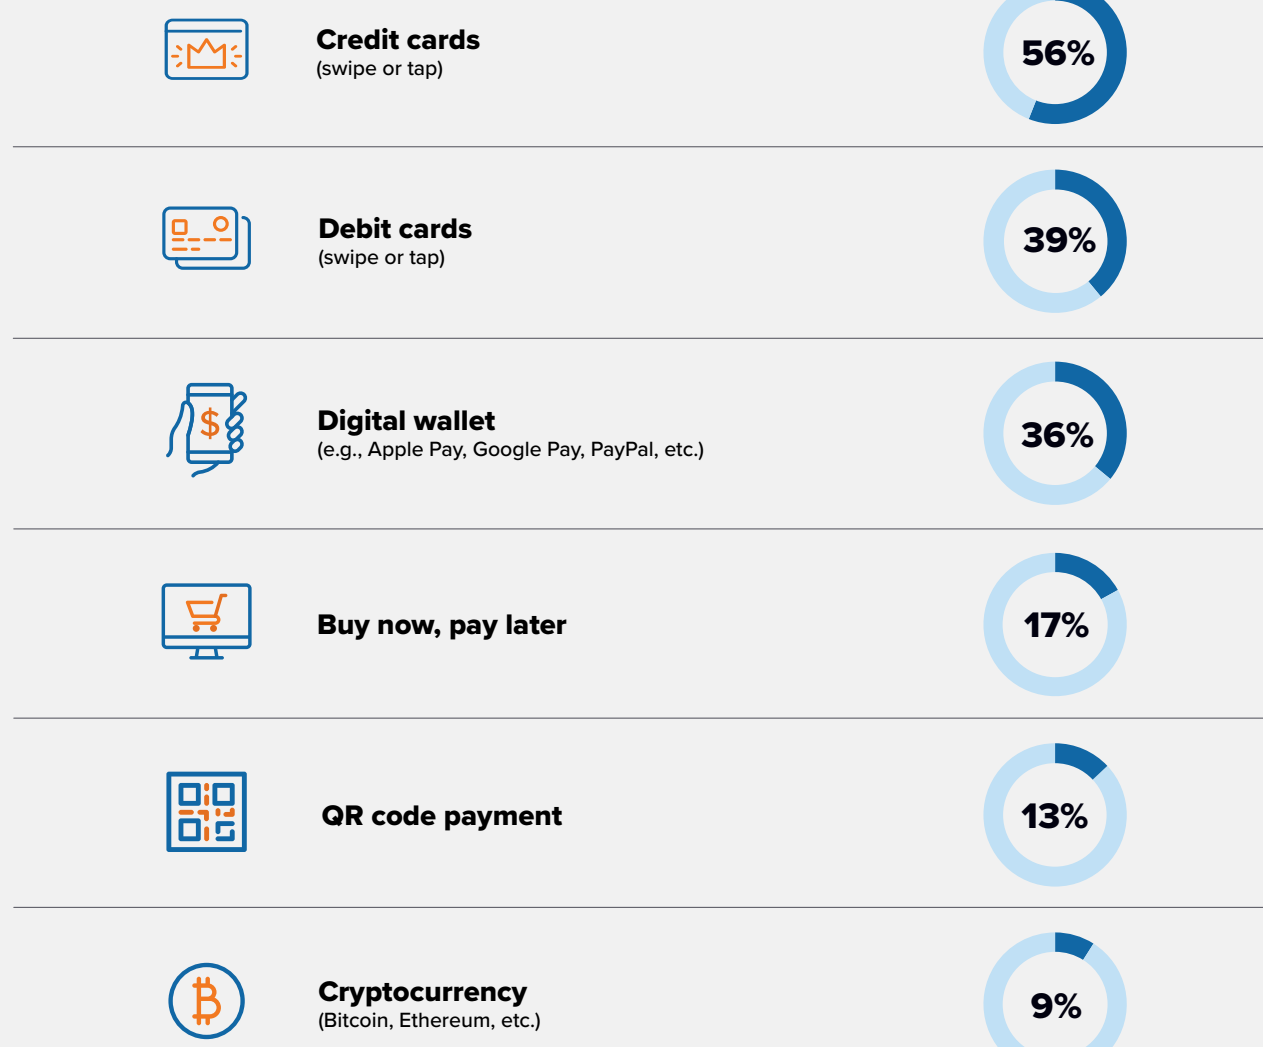 Credit cards
(swipe or tap)
56%
Debit cards
(swipe or tap)
39%
Digital wallet
(e.g., Apple Pay, Google Pay, PayPal, etc.)
36%
Buy now, pay later
17%
QR code payment
13%
Cryptocurrency
(Bitcoin, Ethereum, etc.)
9%